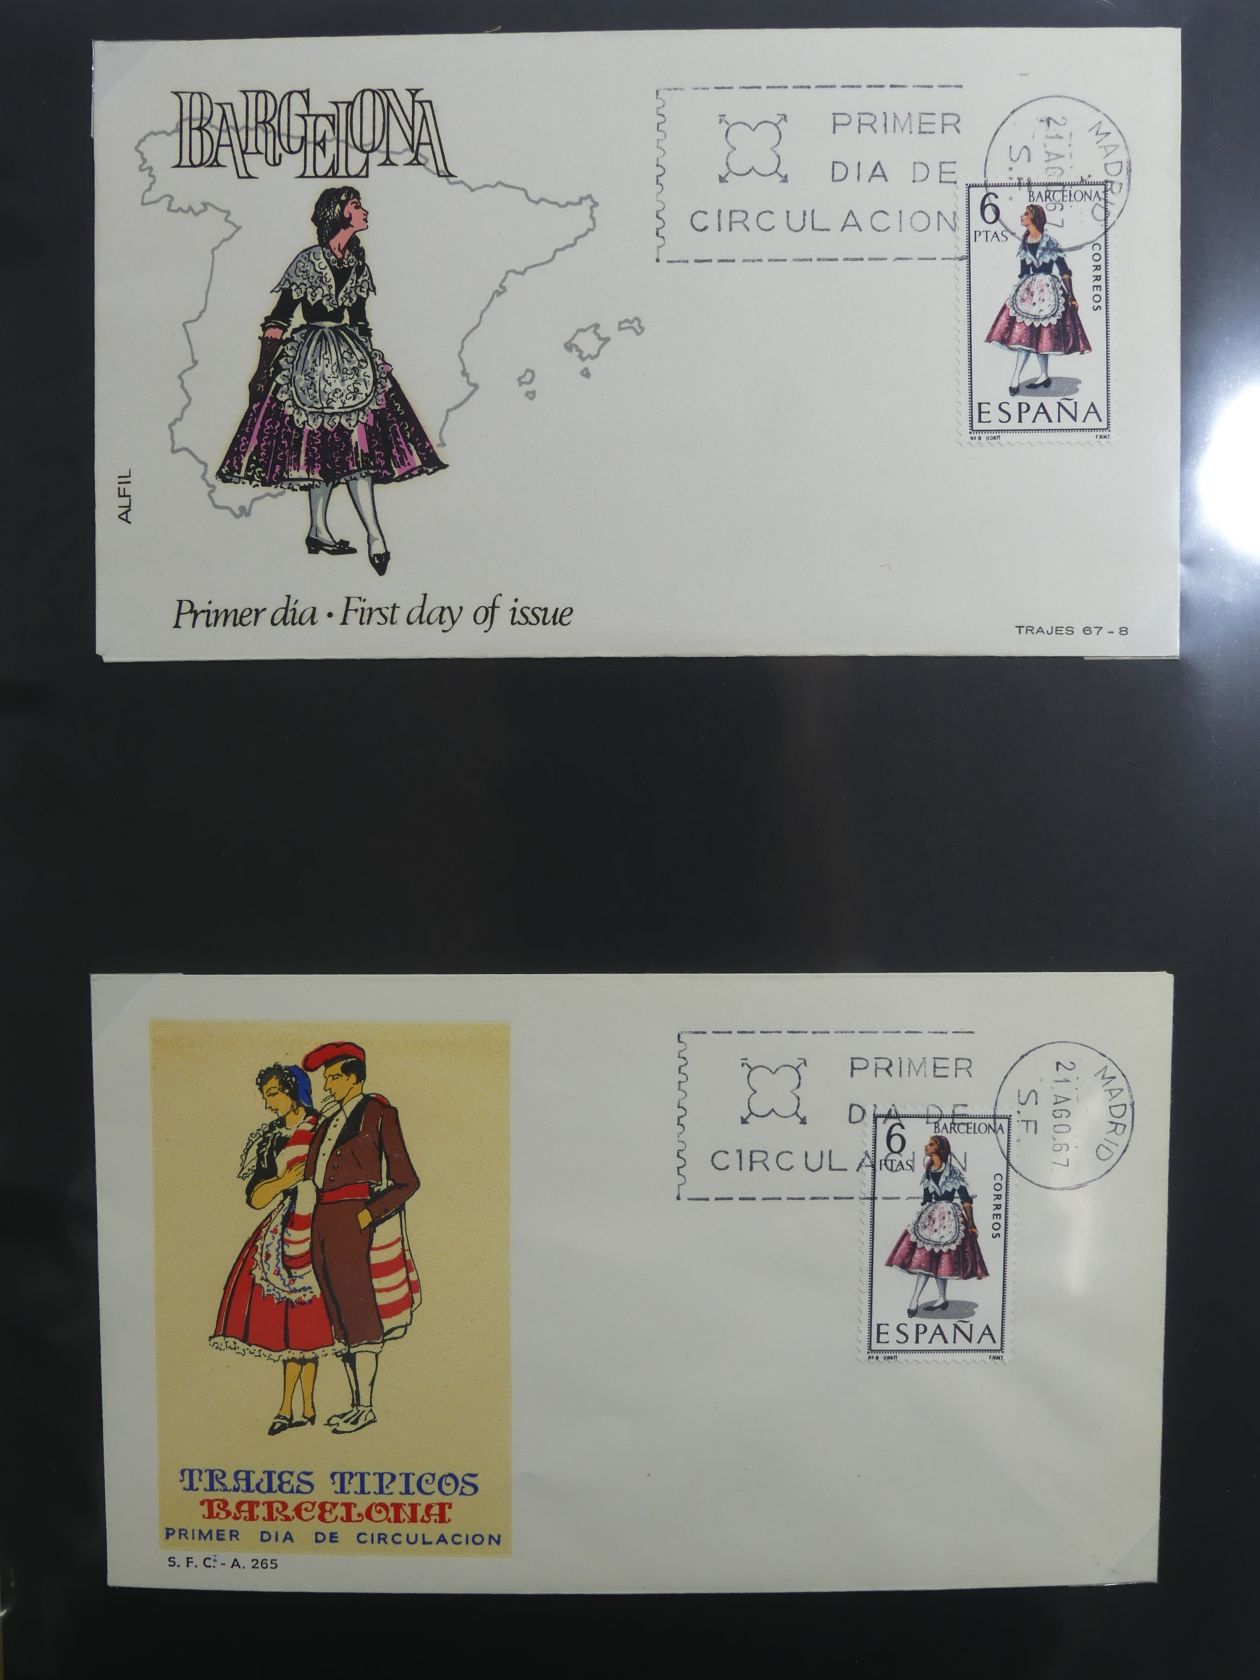 BARCELONA
PRIMER
DIA DE
CIRCULACION
MADRID
21.AGO.67
S.F.
6
PTAS
BARCELONA
CORREOS
ESPAÑA
F.N.M.T.
ALFIL
Primer día · First day of issue
TRAJES 67 - 8
PRIMER
DIA DE
CIRCULACION
MADRID
21.AGO.67
S.F.
6
PTAS
BARCELONA
CORREOS
ESPAÑA
F.N.M.T.
TRAJES TIPICOS
BARCELONA
PRIMER DIA DE CIRCULACION
S. F. C. - A. 265